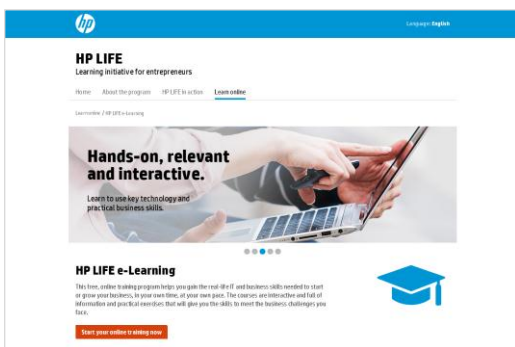 hp
Language: English
HP LIFE
Learning initiative for entrepreneurs
Home About the program HP LIFE in action Learn online
Learn online / HP LIFE e-Learning
Hands-on, relevant
and interactive.
Learn to use key technology and
practical business skills.
HP LIFE e-Learning
This free, online training program helps you gain the real-life IT and business skills needed to start
or grow your business, in your own time, at your own pace. The courses are interactive and full of
information and practical exercises that will give you the skills to meet the business challenges you
face.
Start your online training now